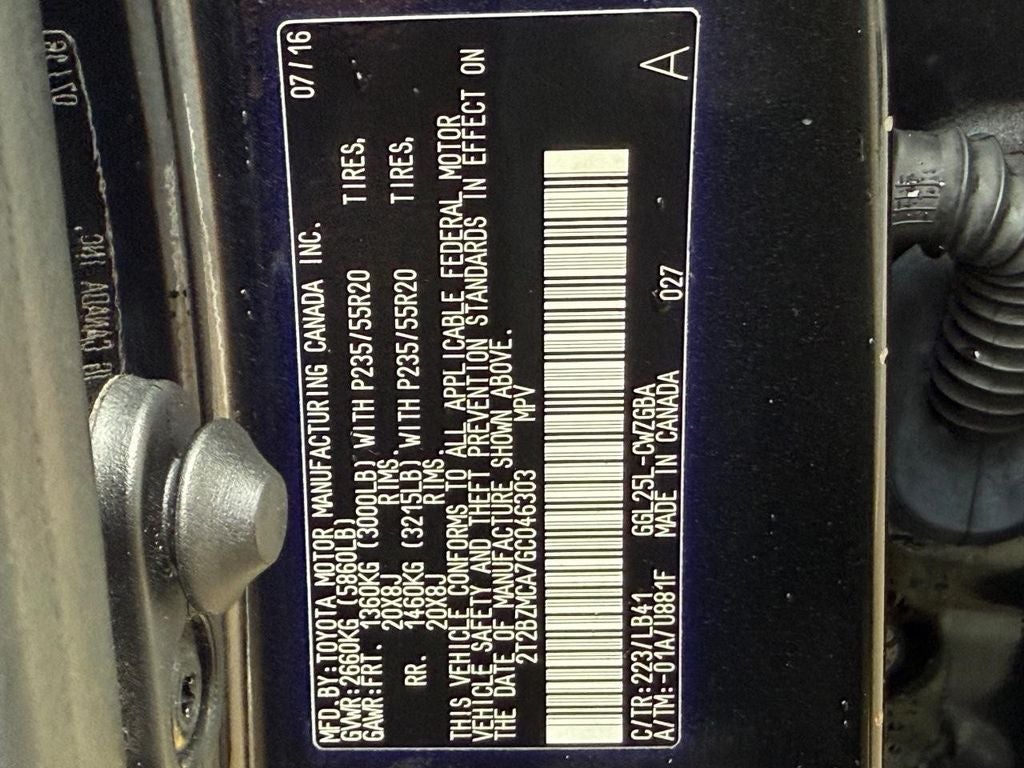 MFD.BY:TOYOTA MOTOR MANUFACTURING CANADA INC. 07/16
GVWR:2660KG (5860LB)
GAWR:FRT. 1360KG (3000LB) WITH P235/55R20 TIRES,
20X8J RIMS.
RR. 1460KG (3215LB) WITH P235/55R20 TIRES,
20X8J RIMS.
THIS VEHICLE CONFORMS TO ALL APPLICABLE FEDERAL MOTOR
VEHICLE SAFETY AND THEFT PREVENTION STANDARDS IN EFFECT ON
THE DATE OF MANUFACTURE SHOWN ABOVE.
2T2BZMCA7GC046303 MPV
C/TR:223/LB41 GGL25L-CWZGBA
A/TM:-01A/U881F MADE IN CANADA 027 A